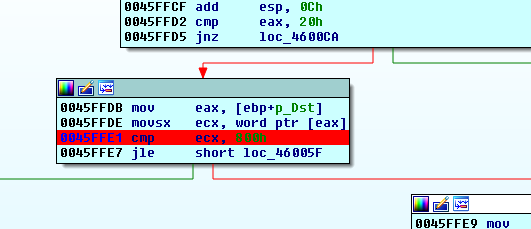 0045FFCF add esp, 0Ch
0045FFD2 cmp eax, 20h
0045FFD5 jnz loc_4600CA
0045FFDB mov eax, [ebp+p_Dst]
0045FFDE movsx ecx, word ptr [eax]
0045FFE1 cmp ecx,
0045FFE7 jle short loc_46005F
0045FFE9 mov